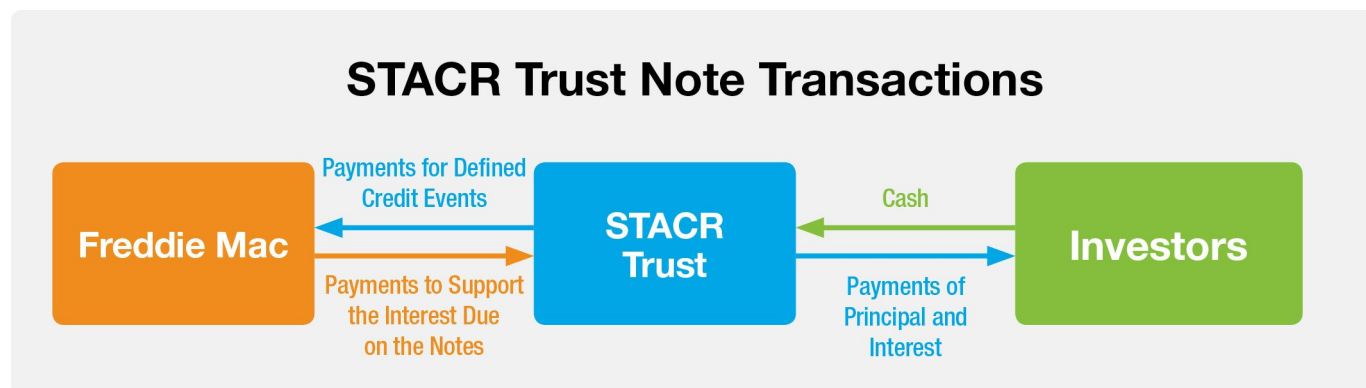 STACR Trust Note Transactions
Freddie Mac
Payments for Defined
Credit Events
Payments to Support
the Interest Due
on the Notes
STACR
Trust
Cash
Payments of
Principal and
Interest
Investors